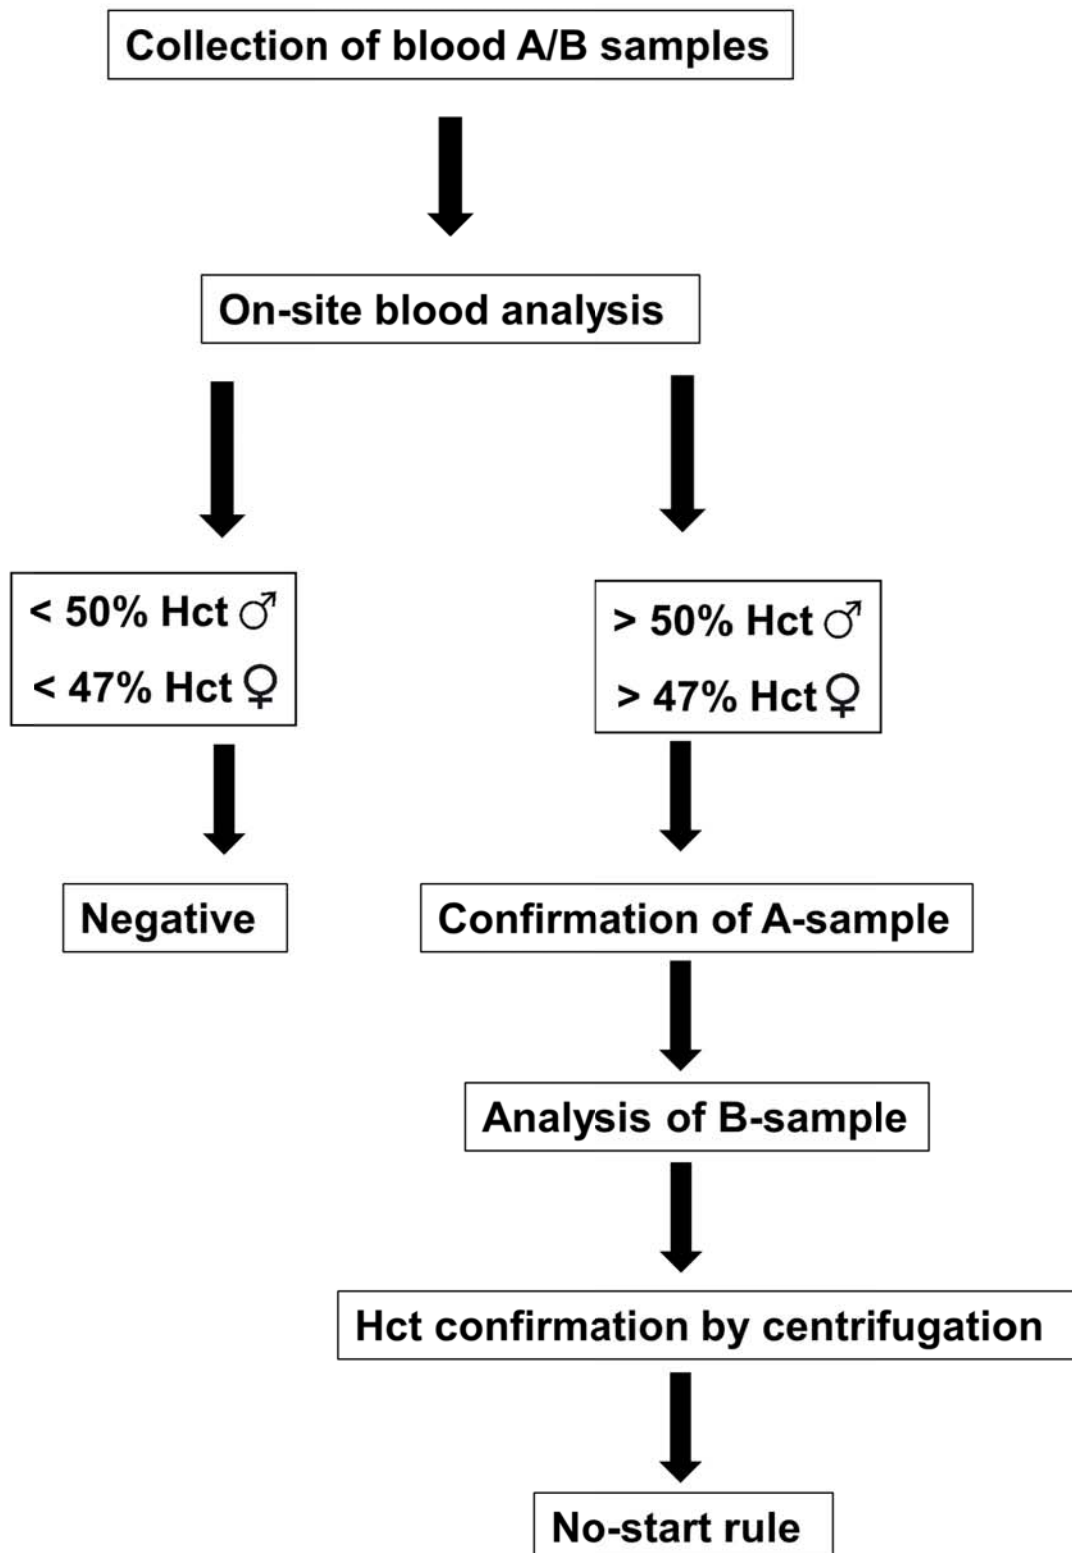 Collection of blood A/B samples
On-site blood analysis
< 50% Hct ♂
< 47% Hct ♀
> 50% Hct ♂
> 47% Hct ♀
Negative
Confirmation of A-sample
Analysis of B-sample
Hct confirmation by centrifugation
No-start rule